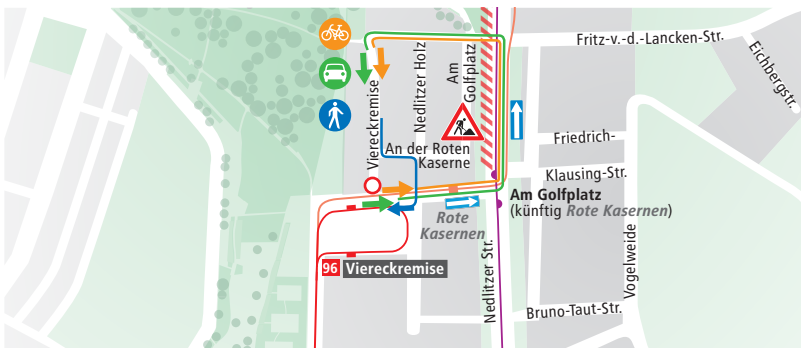 Fritz-v.-d.-Lancken-Str.
Eichbergstr.
Viereckremise
Nedlitzer Holz
Am
Golfplatz
An der Roten
Kaserne
Friedrich-
Klausing-Str.
Am Golfplatz
(künftig Rote Kasernen)
Rote
Kasernen
96 Viereckremise
Nedlitzer Str.
Vogelweide
Bruno-Taut-Str.